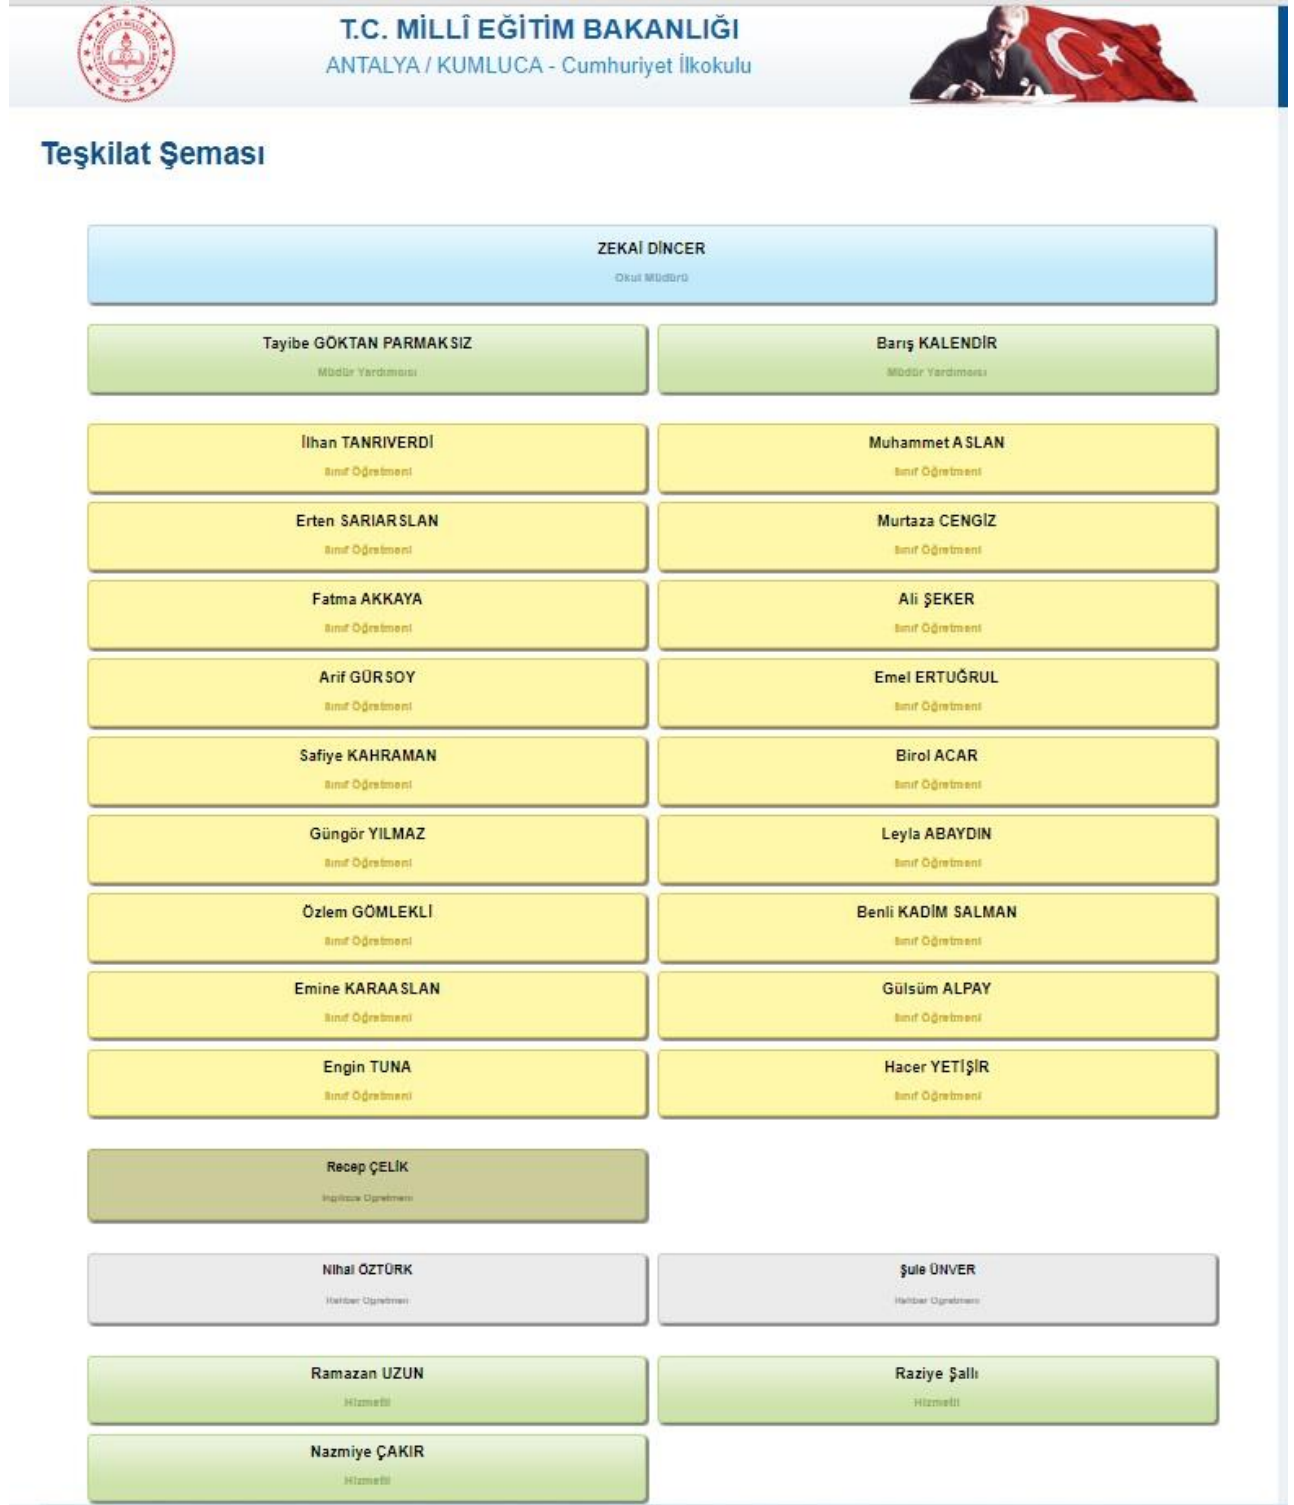 T.C. MİLLÎ EĞİTİM BAKANLIĞI
ANTALYA / KUMLUCA - Cumhuriyet İlkokulu
Teşkilat Şeması
ZEKAİ DİNCER
Okul Müdürü
Tayibe GÖKTAN PARMAKSIZ
Müdür Yardımcısı
Barış KALENDİR
Müdür Yardımcısı
İlhan TANRIVERDİ
Sınıf Öğretmeni
Muhammet ASLAN
Sınıf Öğretmeni
Erten SARIARSLAN
Sınıf Öğretmeni
Murtaza CENGİZ
Sınıf Öğretmeni
Fatma AKKAYA
Sınıf Öğretmeni
Ali ŞEKER
Sınıf Öğretmeni
Arif GÜRSOY
Sınıf Öğretmeni
Emel ERTUĞRUL
Sınıf Öğretmeni
Safiye KAHRAMAN
Sınıf Öğretmeni
Birol ACAR
Sınıf Öğretmeni
Güngör YILMAZ
Sınıf Öğretmeni
Leyla ABAYDIN
Sınıf Öğretmeni
Özlem GÖMLEKLİ
Sınıf Öğretmeni
Benli KADİM SALMAN
Sınıf Öğretmeni
Emine KARAASLAN
Sınıf Öğretmeni
Gülsüm ALPAY
Sınıf Öğretmeni
Engin TUNA
Sınıf Öğretmeni
Hacer YETİŞİR
Sınıf Öğretmeni
Recep ÇELİK
İngilizce Öğretmeni
Nihal ÖZTÜRK
Rehber Öğretmen
Şule ÜNVER
Rehber Öğretmeni
Ramazan UZUN
Hizmetli
Raziye Şallı
Hizmetli
Nazmiye ÇAKIR
Hizmetli